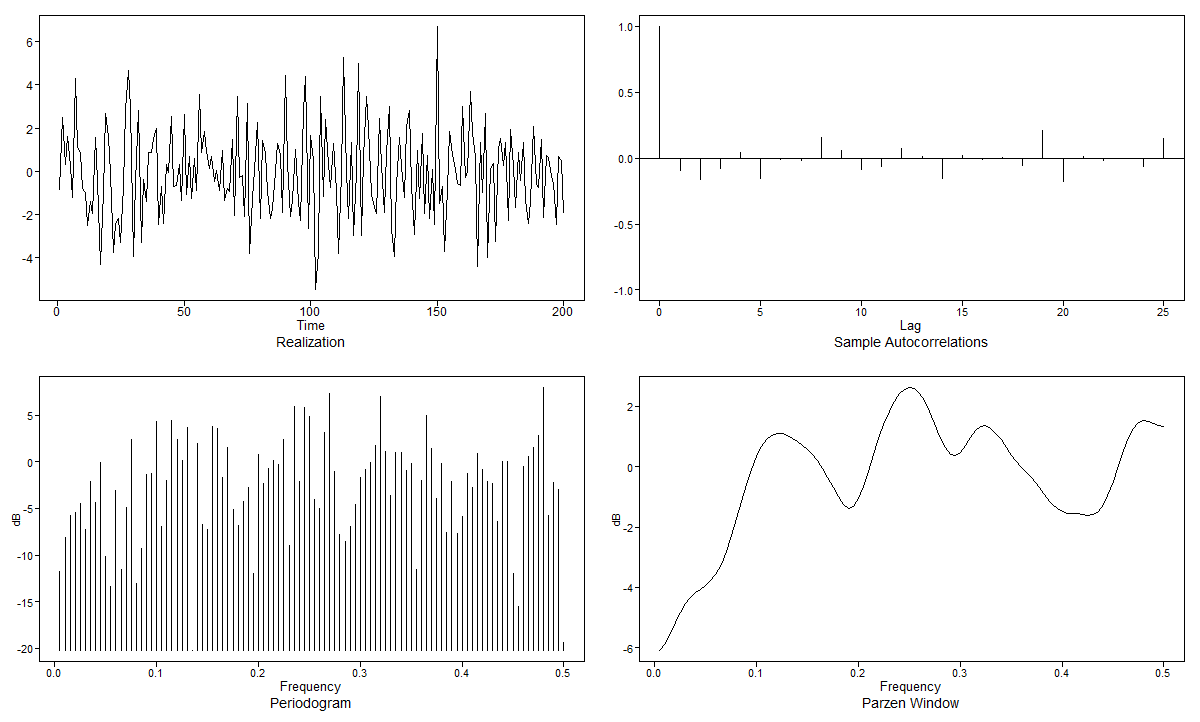 6
4
2
0
-2
-4
0 50 100 150 200
Time
Realization
1.0
0.5
0.0
-0.5
-1.0
0 5 10 15 20 25
Lag
Sample Autocorrelations
5
0
-5
-10
-15
-20
dB
0.0 0.1 0.2 0.3 0.4 0.5
Frequency
Periodogram
2
0
-2
-4
-6
dB
0.0 0.1 0.2 0.3 0.4 0.5
Frequency
Parzen Window